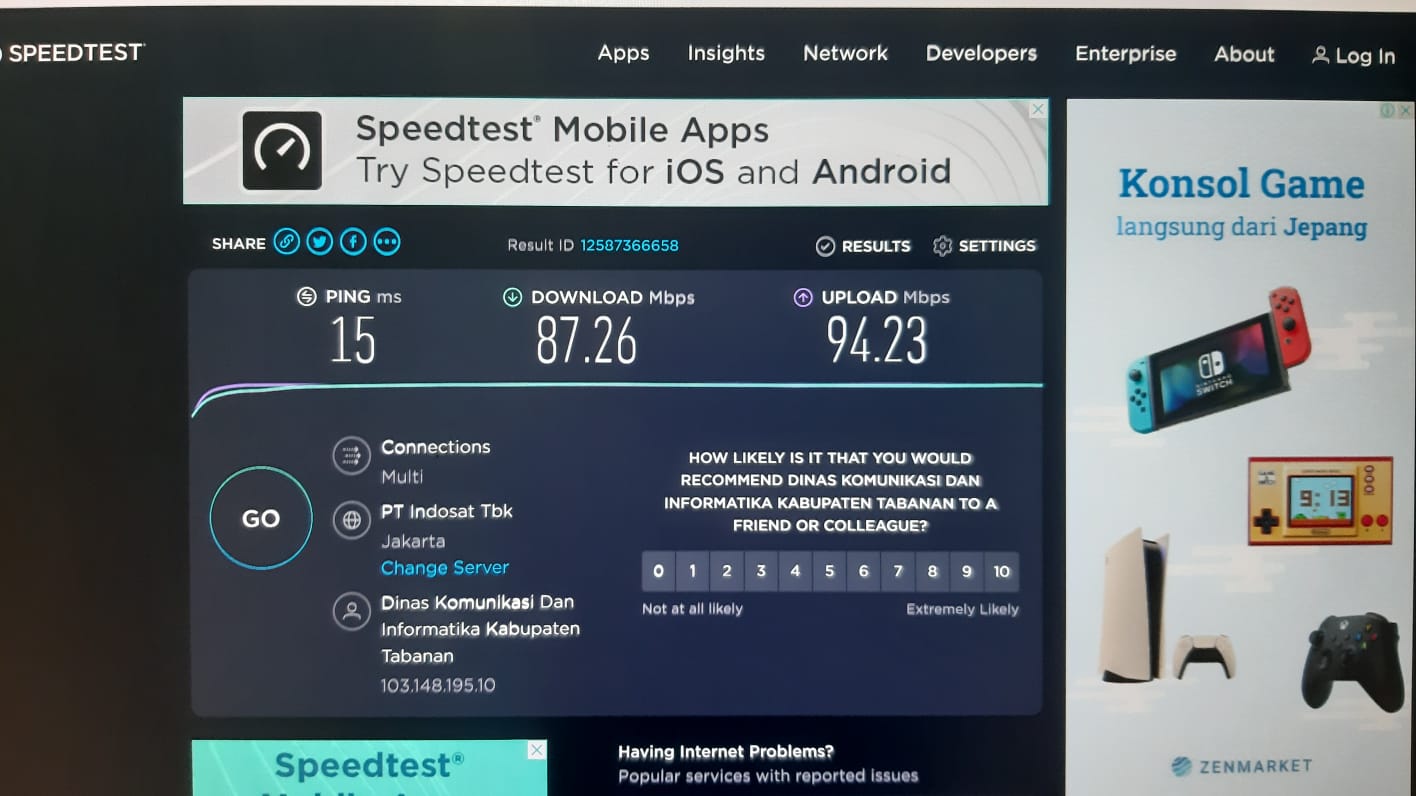 SPEEDTEST
Apps Insights Network Developers Enterprise About Log In
Speedtest® Mobile Apps
Try Speedtest for iOS and Android
SHARE Result ID 12587366658 RESULTS SETTINGS
PING ms DOWNLOAD Mbps UPLOAD Mbps
15 87.26 94.23
GO
Connections
Multi
PT Indosat Tbk
Jakarta
Change Server
Dinas Komunikasi Dan
Informatika Kabupaten
Tabanan
103.148.195.10
HOW LIKELY IS IT THAT YOU WOULD
RECOMMEND DINAS KOMUNIKASI DAN
INFORMATIKA KABUPATEN TABANAN TO A
FRIEND OR COLLEAGUE?
0 1 2 3 4 5 6 7 8 9 10
Not at all likely Extremely Likely
Speedtest®
Having Internet Problems?
Popular services with reported issues
Konsol Game
langsung dari Jepang
NINTENDO
SWITCH
9:13
ZENMARKET